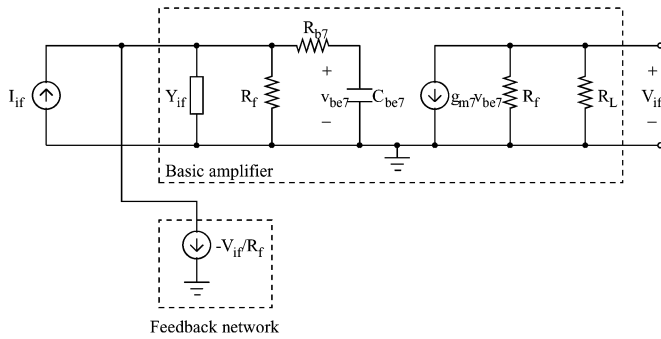 R_b7
I_if
Y_if
R_f
+
v_be7
−
C_be7
g_m7v_be7
R_f
R_L
+
V_if
−
Basic amplifier
-V_if/R_f
Feedback network